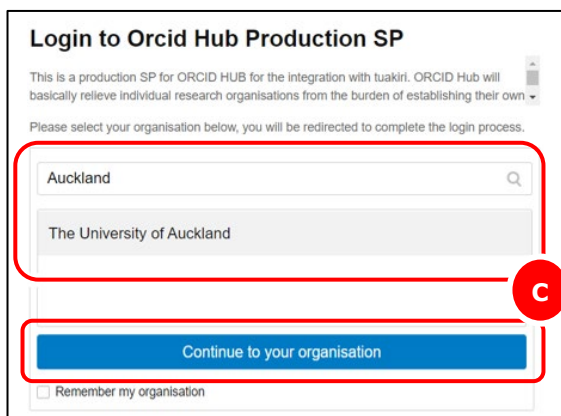 Login to Orcid Hub Production SP
This is a production SP for ORCID HUB for the integration with tuakiri. ORCID Hub will
basically relieve individual research organisations from the burden of establishing their own
Please select your organisation below, you will be redirected to complete the login process.
Auckland
The University of Auckland
C
Continue to your organisation
Remember my organisation